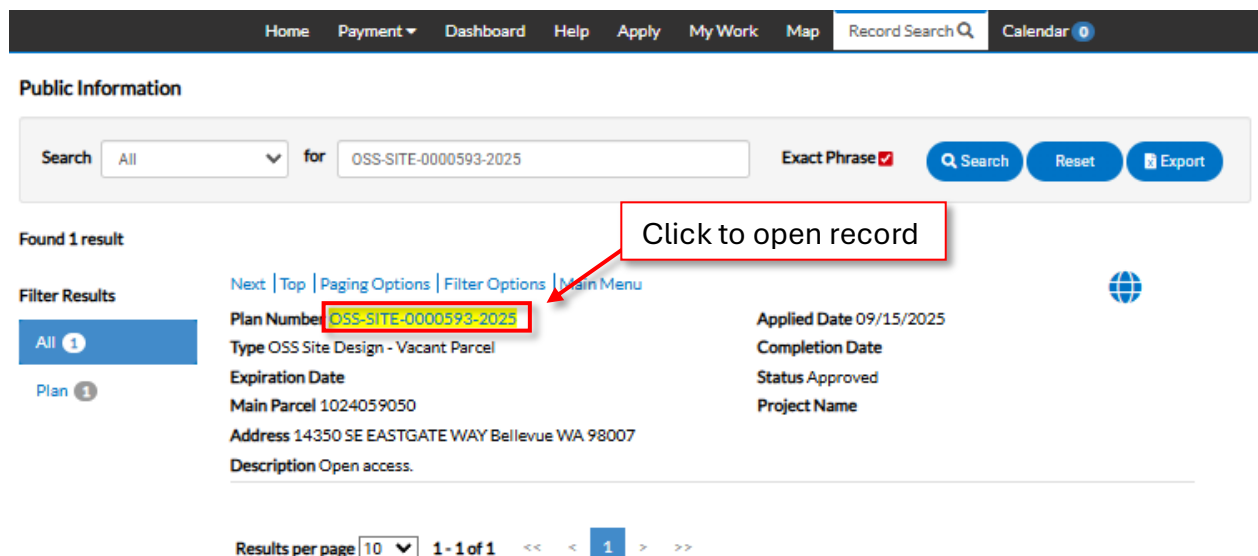 Home Payment Dashboard Help Apply My Work Map Record Search Calendar 0
Public Information
Search All for OSS-SITE-0000593-2025 Exact Phrase Search Reset Export
Click to open record
Found 1 result
Next | Top | Paging Options | Filter Options | Main Menu
Filter Results
Plan Number OSS-SITE-0000593-2025 Applied Date 09/15/2025
All 1
Type OSS Site Design - Vacant Parcel Completion Date
Expiration Date Status Approved
Plan 1
Main Parcel 1024059050 Project Name
Address 14350 SE EASTGATE WAY Bellevue WA 98007
Description Open access.
Results per page 10 1 - 1 of 1 << < 1 > >>